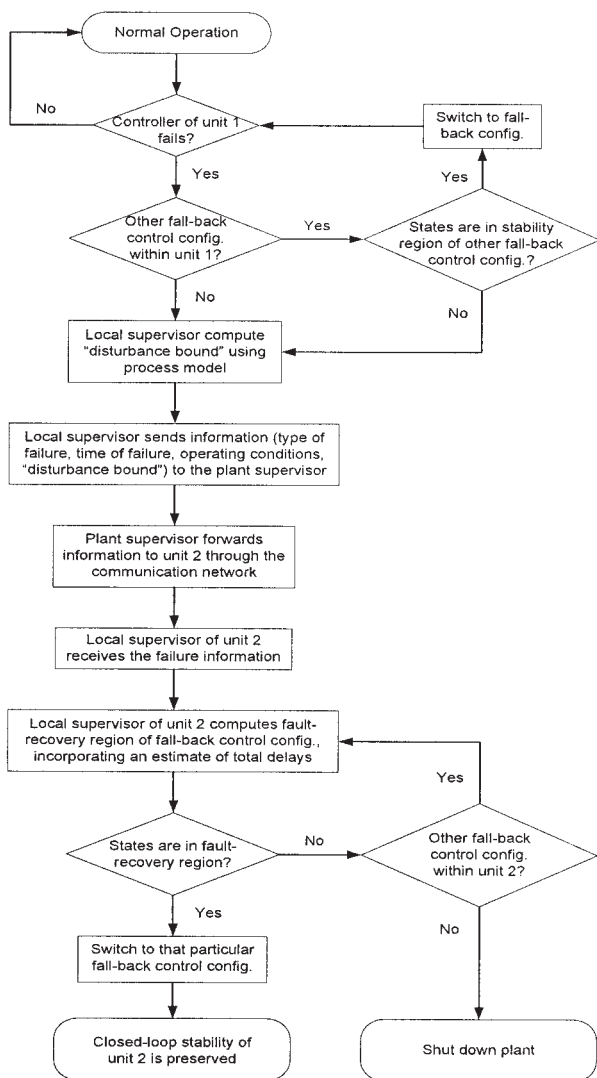 Normal Operation
No
Controller of unit 1
fails?
Switch to fall-
back config.
Yes
Yes
Other fall-back
control config.
within unit 1?
Yes
States are in stability
region of other fall-back
control config.?
No
No
Local supervisor compute
"disturbance bound" using
process model
Local supervisor sends information (type of
failure, time of failure, operating conditions,
"disturbance bound") to the plant supervisor
Plant supervisor forwards
information to unit 2 through the
communication network
Local supervisor of unit 2
receives the failure information
Local supervisor of unit 2 computes fault-
recovery region of fall-back control config.,
incorporating an estimate of total delays
Yes
States are in fault-
recovery region?
No
Other fall-back
control config.
within unit 2?
Yes
No
Switch to that particular
fall-back control config.
Closed-loop stability of
unit 2 is preserved
Shut down plant